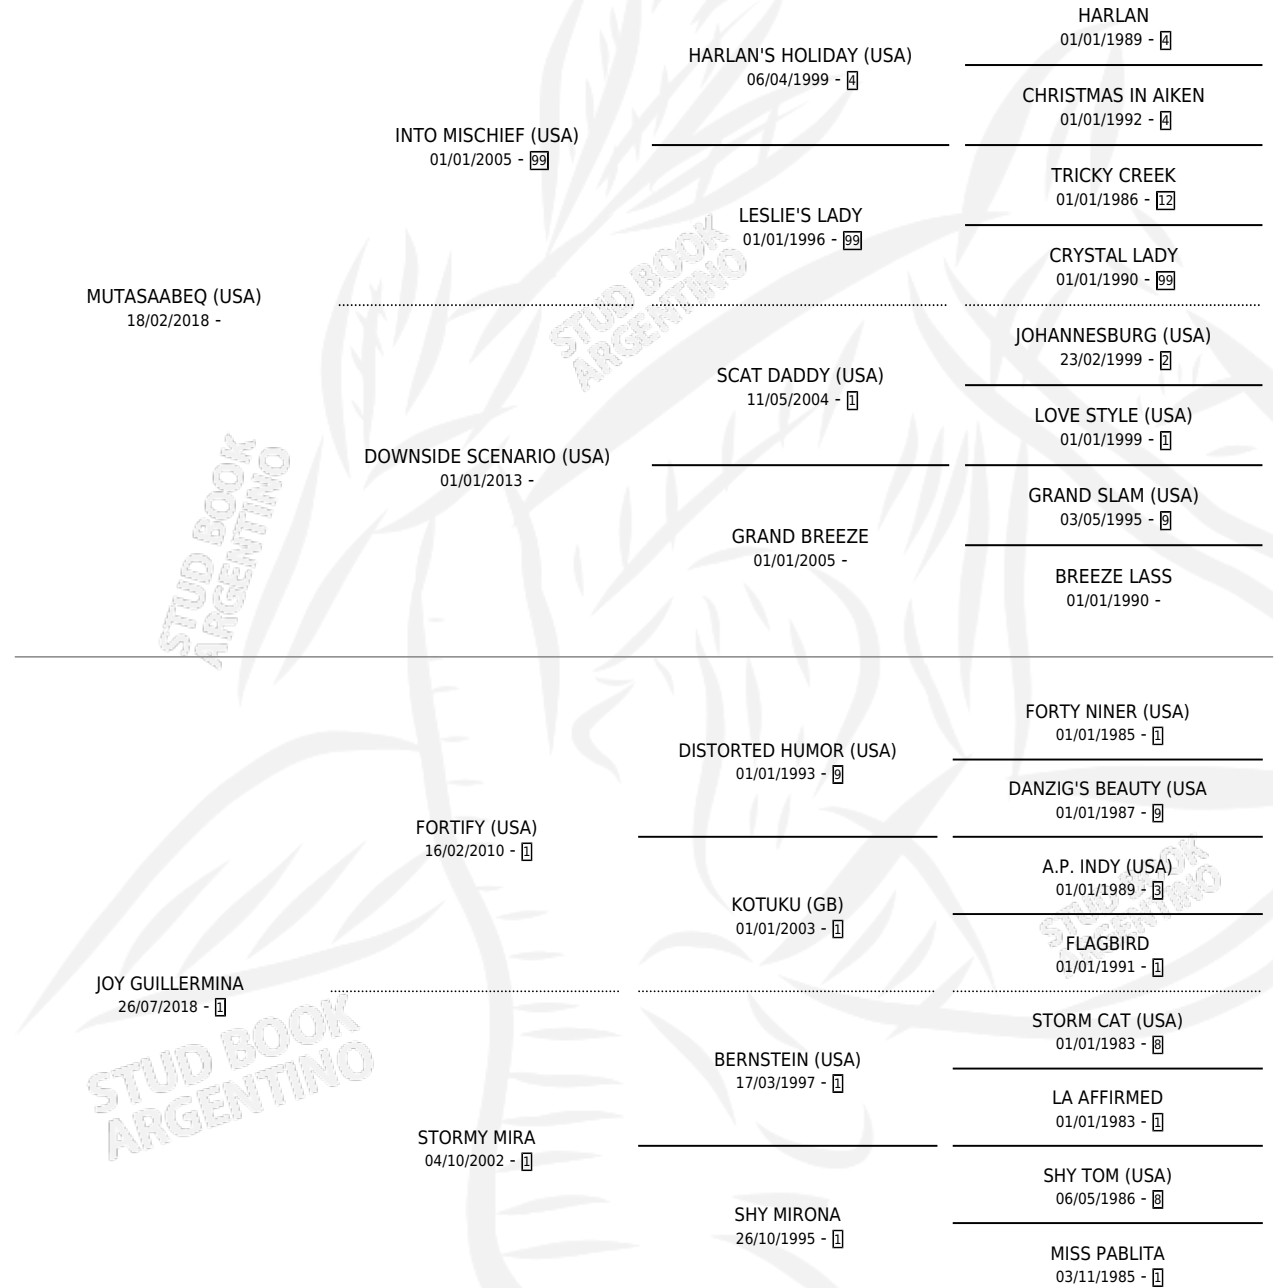 HARLAN
01/01/1989 - 4
HARLAN'S HOLIDAY (USA)
06/04/1999 - 4
CHRISTMAS IN AIKEN
01/01/1992 - 4
INTO MISCHIEF (USA)
01/01/2005 - 99
TRICKY CREEK
01/01/1986 - 12
LESLIE'S LADY
01/01/1996 - 99
CRYSTAL LADY
01/01/1990 - 99
MUTASAABEQ (USA)
18/02/2018 -
JOHANNESBURG (USA)
23/02/1999 - 2
SCAT DADDY (USA)
11/05/2004 - 1
LOVE STYLE (USA)
01/01/1999 - 1
DOWNSIDE SCENARIO (USA)
01/01/2013 -
GRAND SLAM (USA)
03/05/1995 - 9
GRAND BREEZE
01/01/2005 -
BREEZE LASS
01/01/1990 -
FORTY NINER (USA)
01/01/1985 - 1
DISTORTED HUMOR (USA)
01/01/1993 - 9
DANZIG'S BEAUTY (USA
01/01/1987 - 9
FORTIFY (USA)
16/02/2010 - 1
A.P. INDY (USA)
01/01/1989 - 3
KOTUKU (GB)
01/01/2003 - 1
FLAGBIRD
01/01/1991 - 1
JOY GUILLERMINA
26/07/2018 - 1
STORM CAT (USA)
01/01/1983 - 8
BERNSTEIN (USA)
17/03/1997 - 1
LA AFFIRMED
01/01/1983 - 1
STORMY MIRA
04/10/2002 - 1
SHY TOM (USA)
06/05/1986 - 8
SHY MIRONA
26/10/1995 - 1
MISS PABLITA
03/11/1985 - 1
STUD BOOK
ARGENTINO
STUD BOOK
ARGENTINO
STUD BOOK
ARGENTINO
STUD BOOK
ARGENTINO